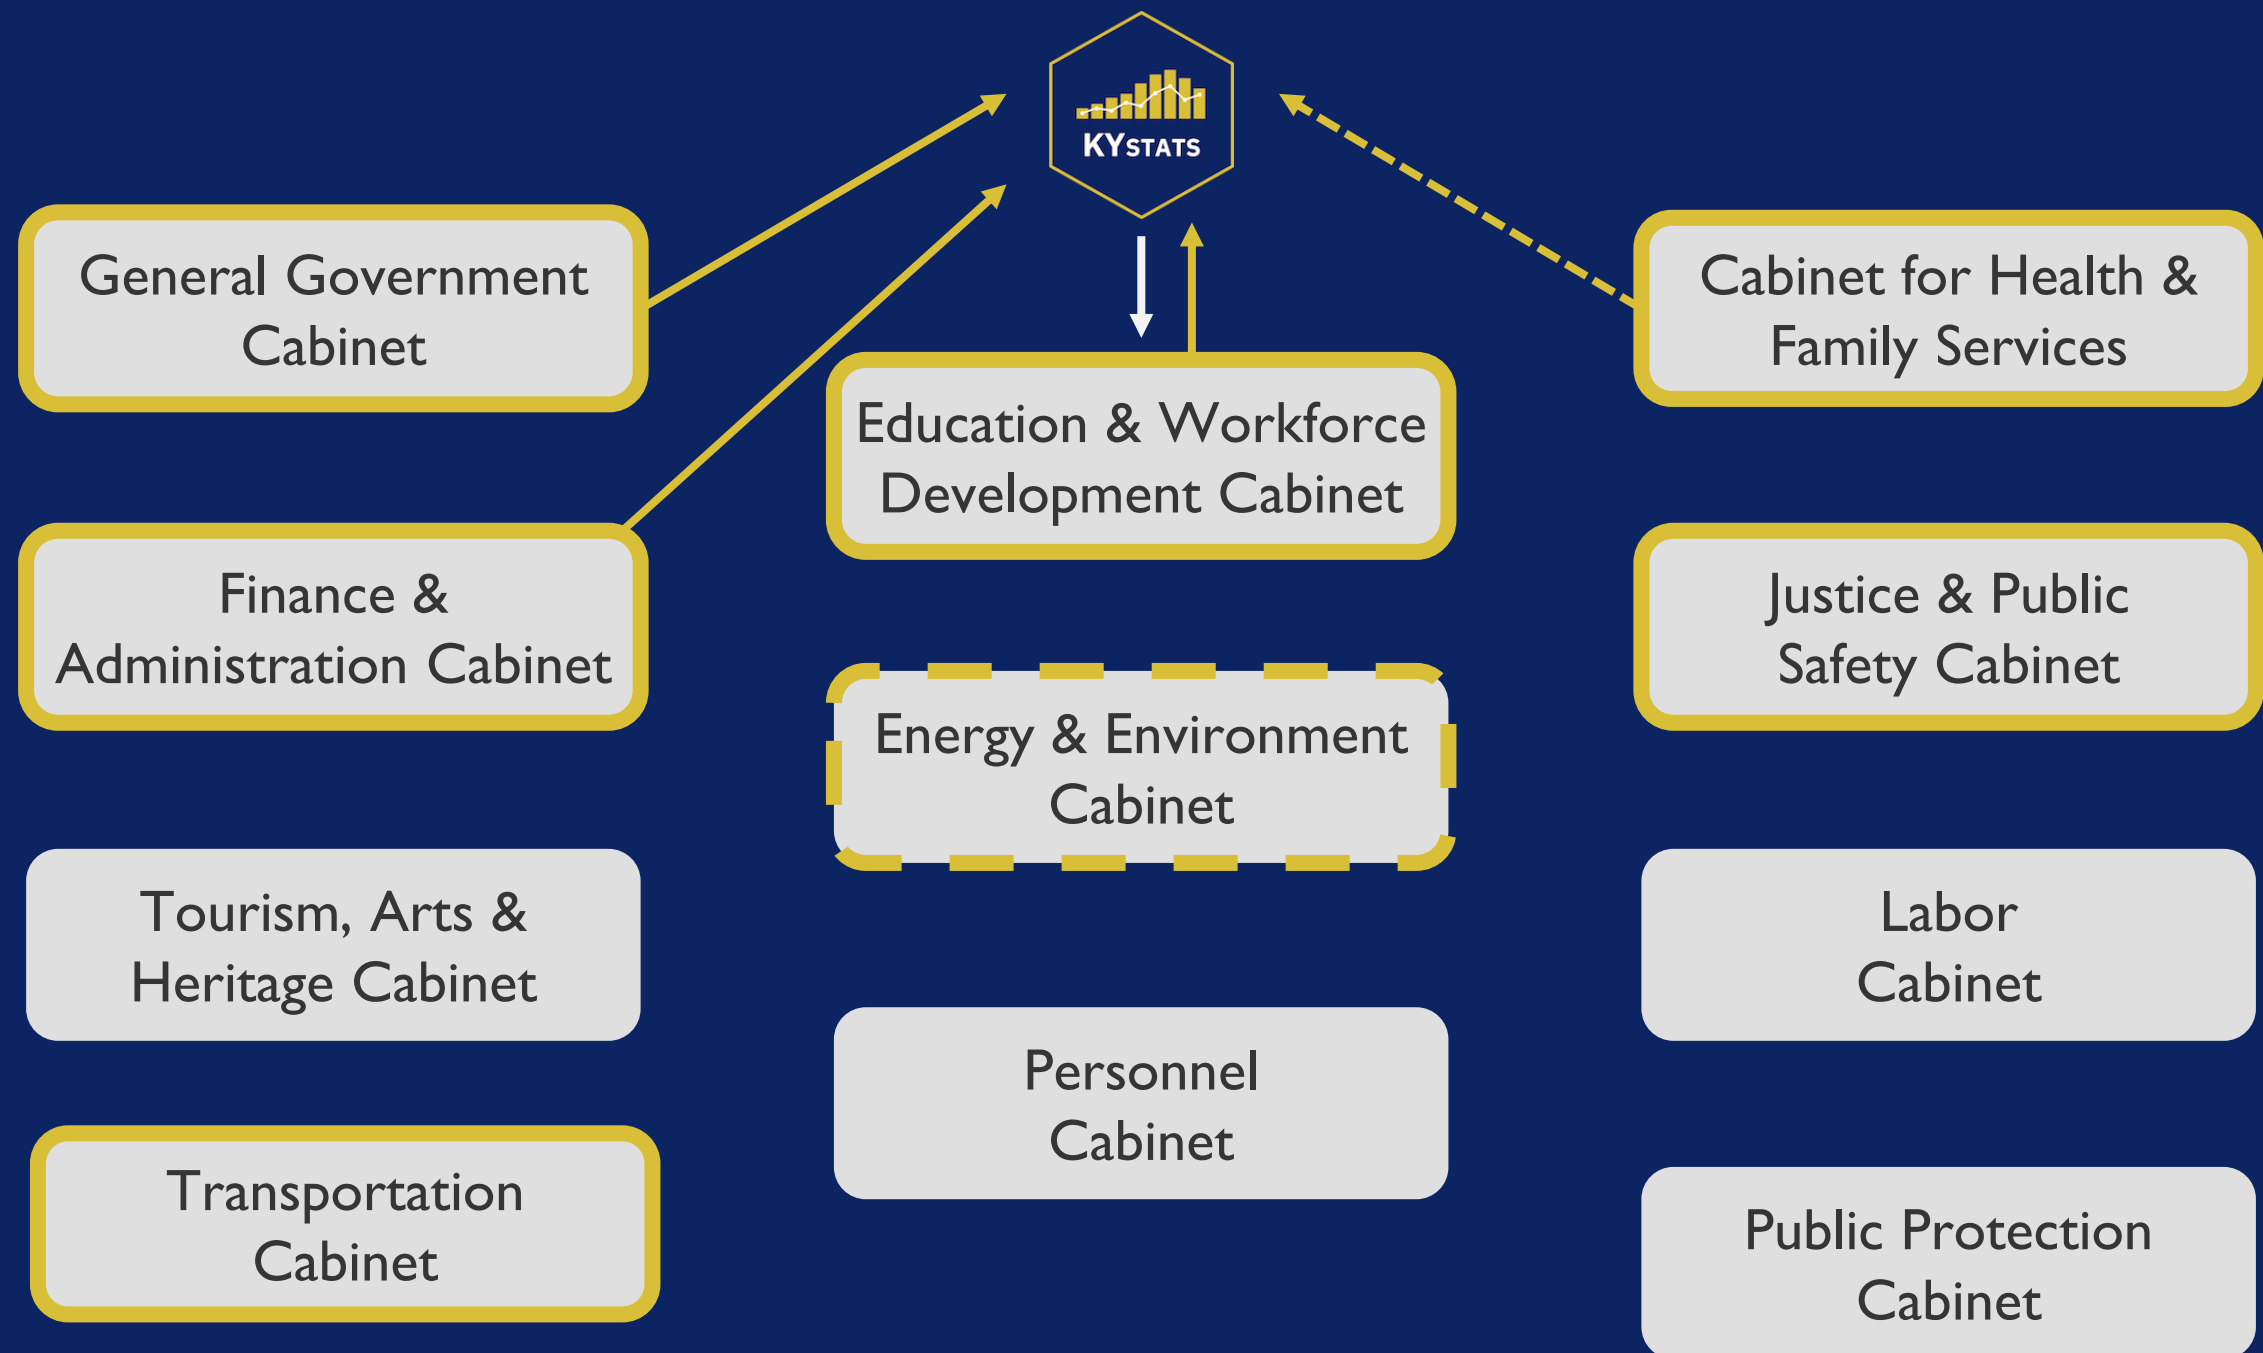 KYSTATS
General Government
Cabinet
Cabinet for Health &
Family Services
Education & Workforce
Development Cabinet
Finance &
Administration Cabinet
Justice & Public
Safety Cabinet
Energy & Environment
Cabinet
Tourism, Arts &
Heritage Cabinet
Labor
Cabinet
Personnel
Cabinet
Transportation
Cabinet
Public Protection
Cabinet